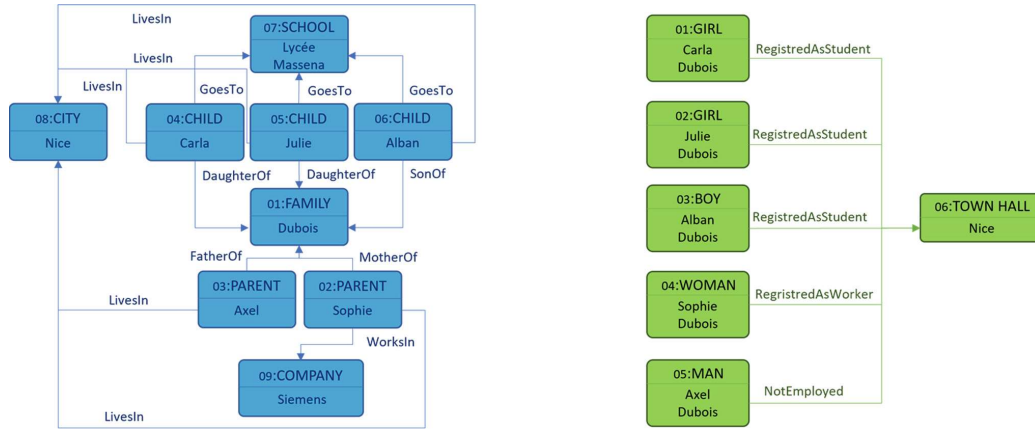 LivesIn
07:SCHOOL
Lycée
Massena
LivesIn
LivesIn
GoesTo
GoesTo
GoesTo
08:CITY
Nice
04:CHILD
Carla
05:CHILD
Julie
06:CHILD
Alban
DaughterOf
DaughterOf
SonOf
01:FAMILY
Dubois
FatherOf
MotherOf
03:PARENT
Axel
02:PARENT
Sophie
LivesIn
WorksIn
09:COMPANY
Siemens
LivesIn
01:GIRL
Carla
Dubois
RegistredAsStudent
02:GIRL
Julie
Dubois
RegistredAsStudent
03:BOY
Alban
Dubois
RegistredAsStudent
06:TOWN HALL
Nice
04:WOMAN
Sophie
Dubois
RegristredAsWorker
05:MAN
Axel
Dubois
NotEmployed